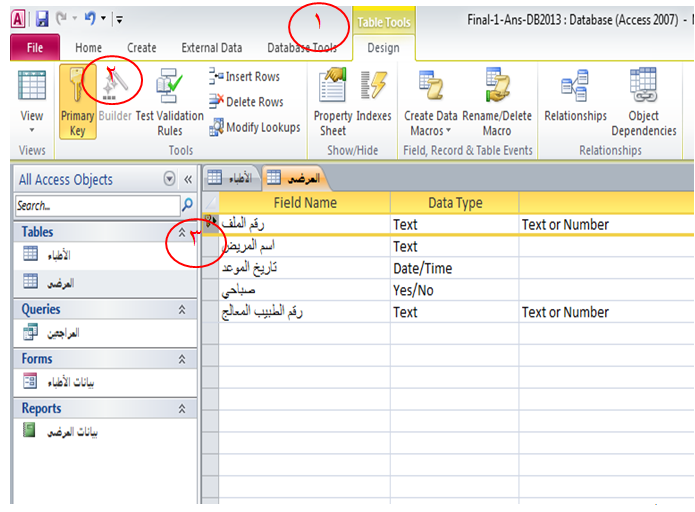 ١
Table Tools
Final-1-Ans-DB2013 : Database (Access 2007) -
File
Home
Create
External Data
Database Tools
Design
٢
View
Primary Key
Builder
Test Validation Rules
Insert Rows
Delete Rows
Modify Lookups
Property Sheet
Indexes
Create Data Macros
Rename/Delete Macro
Relationships
Object Dependencies
Views
Tools
Show/Hide
Field, Record & Table Events
Relationships
All Access Objects
Search...
Tables
الأطباء
المرضى
Queries
المراجعين
Forms
بيانات الأطباء
Reports
بيانات المرضى
٣
الأطباء
المرضى
Field Name
Data Type
رقم الملف
Text
Text or Number
اسم المريض
Text
تاريخ الموعد
Date/Time
صباحي
Yes/No
رقم الطبيب المعالج
Text
Text or Number